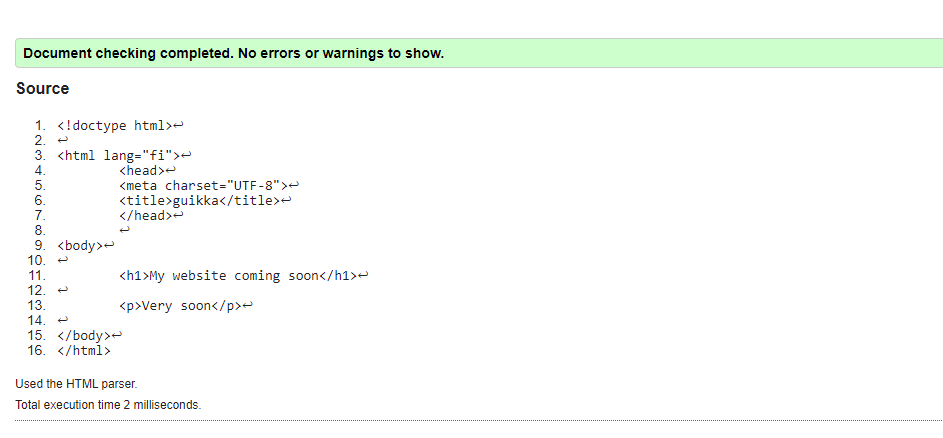 Document checking completed. No errors or warnings to show.
Source
1. <!doctype html>↩
2. ↩
3. <html lang="fi">↩
4. <head>↩
5. <meta charset="UTF-8">↩
6. <title>guikka</title>↩
7. </head>↩
8. ↩
9. <body>↩
10. ↩
11. <h1>My website coming soon</h1>↩
12. ↩
13. <p>Very soon</p>↩
14. ↩
15. </body>↩
16. </html>
Used the HTML parser.
Total execution time 2 milliseconds.